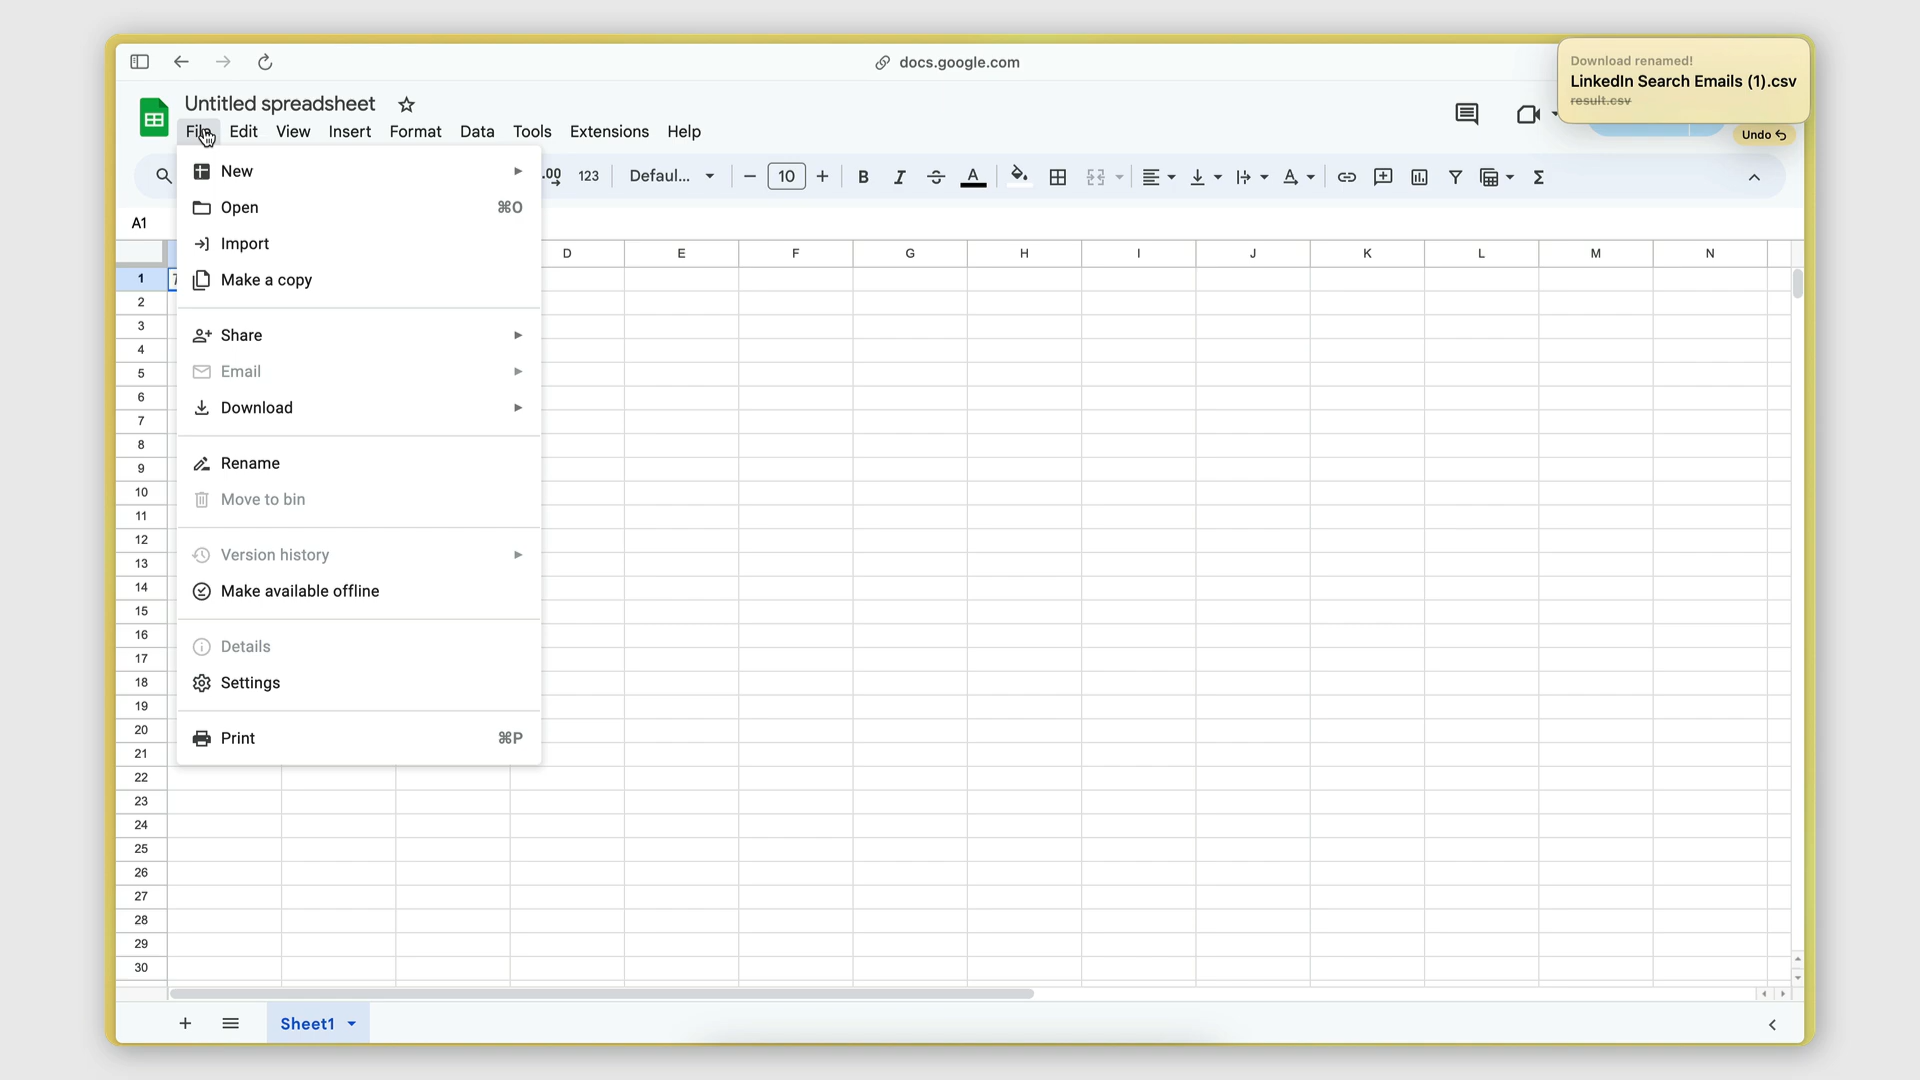 docs.google.com
Download renamed!
LinkedIn Search Emails (1).csv
result.csv
Undo
Untitled spreadsheet
File Edit View Insert Format Data Tools Extensions Help
.00 123 Defaul... 10 B I S A Σ
A1
New
Open ⌘O
Import
Make a copy
Share
Email
Download
Rename
Move to bin
Version history
Make available offline
Details
Settings
Print ⌘P
D E F G H I J K L M N
1
2
3
4
5
6
7
8
9
10
11
12
13
14
15
16
17
18
19
20
21
22
23
24
25
26
27
28
29
30
Sheet1